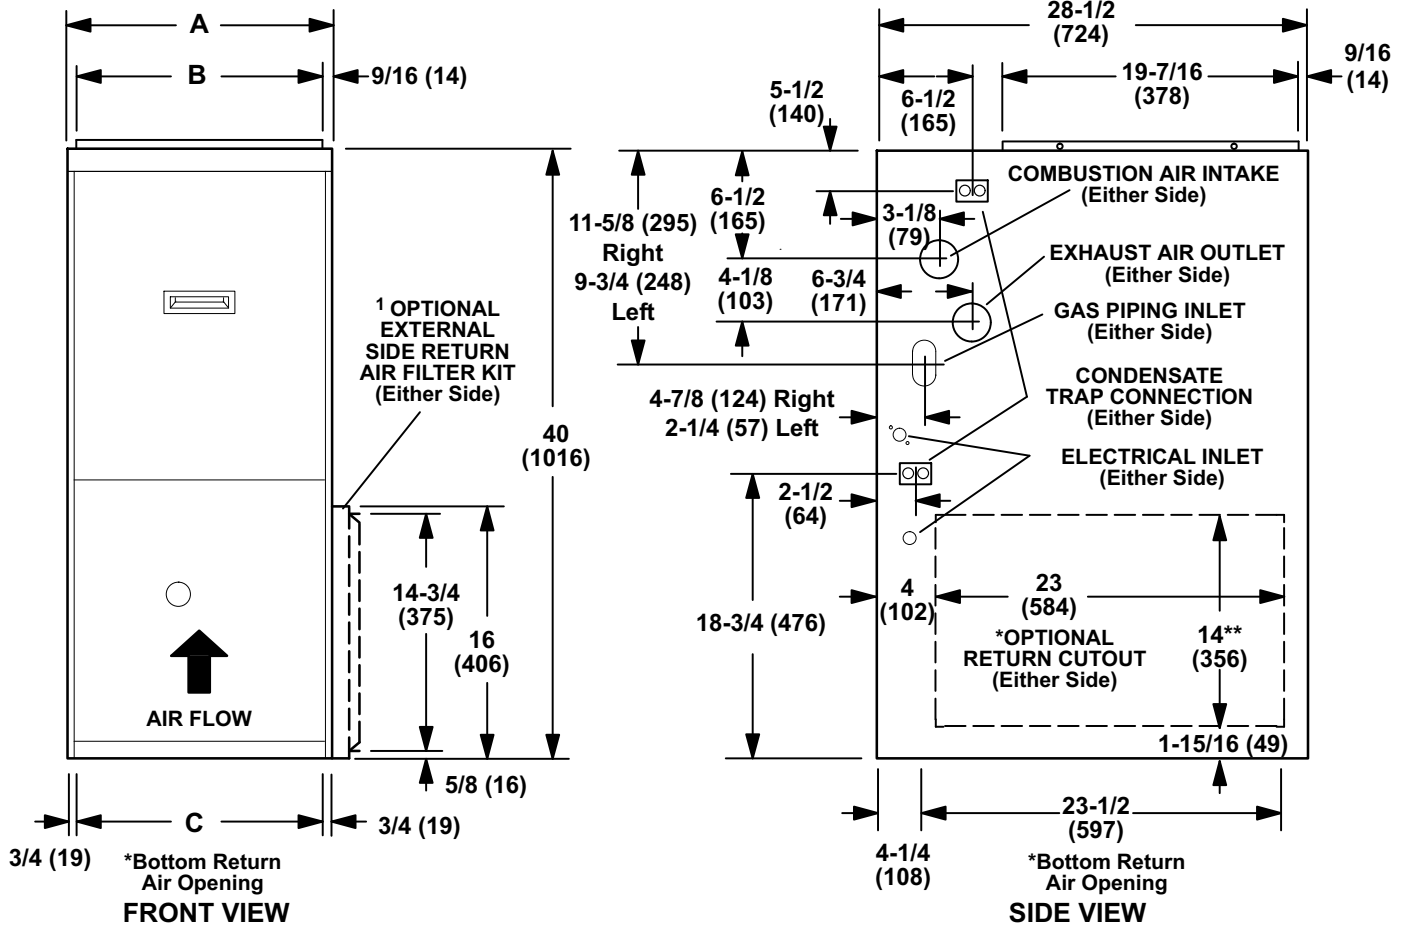 A
B
9/16 (14)
1 OPTIONAL
EXTERNAL
SIDE RETURN
AIR FILTER KIT
(Either Side)
40
(1016)
14-3/4
(375)
16
(406)
AIR FLOW
5/8 (16)
C
3/4 (19)
3/4 (19)
*Bottom Return
Air Opening
FRONT VIEW
28-1/2
(724)
9/16
(14)
19-7/16
(378)
5-1/2
(140)
6-1/2
(165)
COMBUSTION AIR INTAKE
(Either Side)
6-1/2
(165)
3-1/8
(79)
11-5/8 (295)
Right
9-3/4 (248)
Left
EXHAUST AIR OUTLET
(Either Side)
4-1/8
(103)
6-3/4
(171)
GAS PIPING INLET
(Either Side)
CONDENSATE
TRAP CONNECTION
(Either Side)
4-7/8 (124) Right
2-1/4 (57) Left
ELECTRICAL INLET
(Either Side)
2-1/2
(64)
4
(102)
23
(584)
18-3/4 (476)
*OPTIONAL
RETURN CUTOUT
(Either Side)
14**
(356)
1-15/16 (49)
23-1/2
(597)
4-1/4
(108)
*Bottom Return
Air Opening
SIDE VIEW